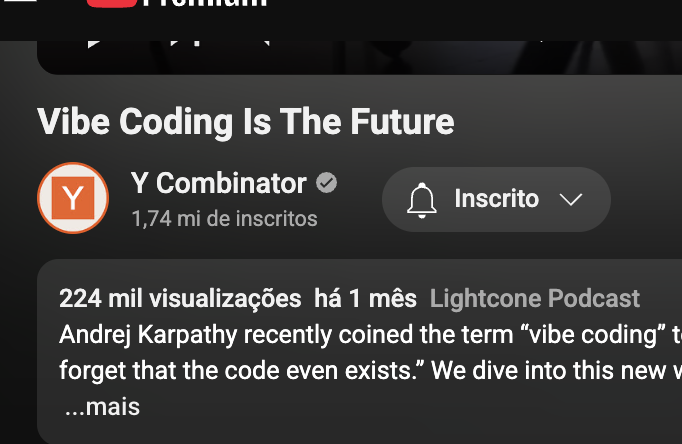 Premium
Vibe Coding Is The Future
Y
Y Combinator
1,74 mi de inscritos
Inscrito
224 mil visualizações há 1 mês Lightcone Podcast
Andrej Karpathy recently coined the term “vibe coding”
forget that the code even exists.” We dive into this new
...mais